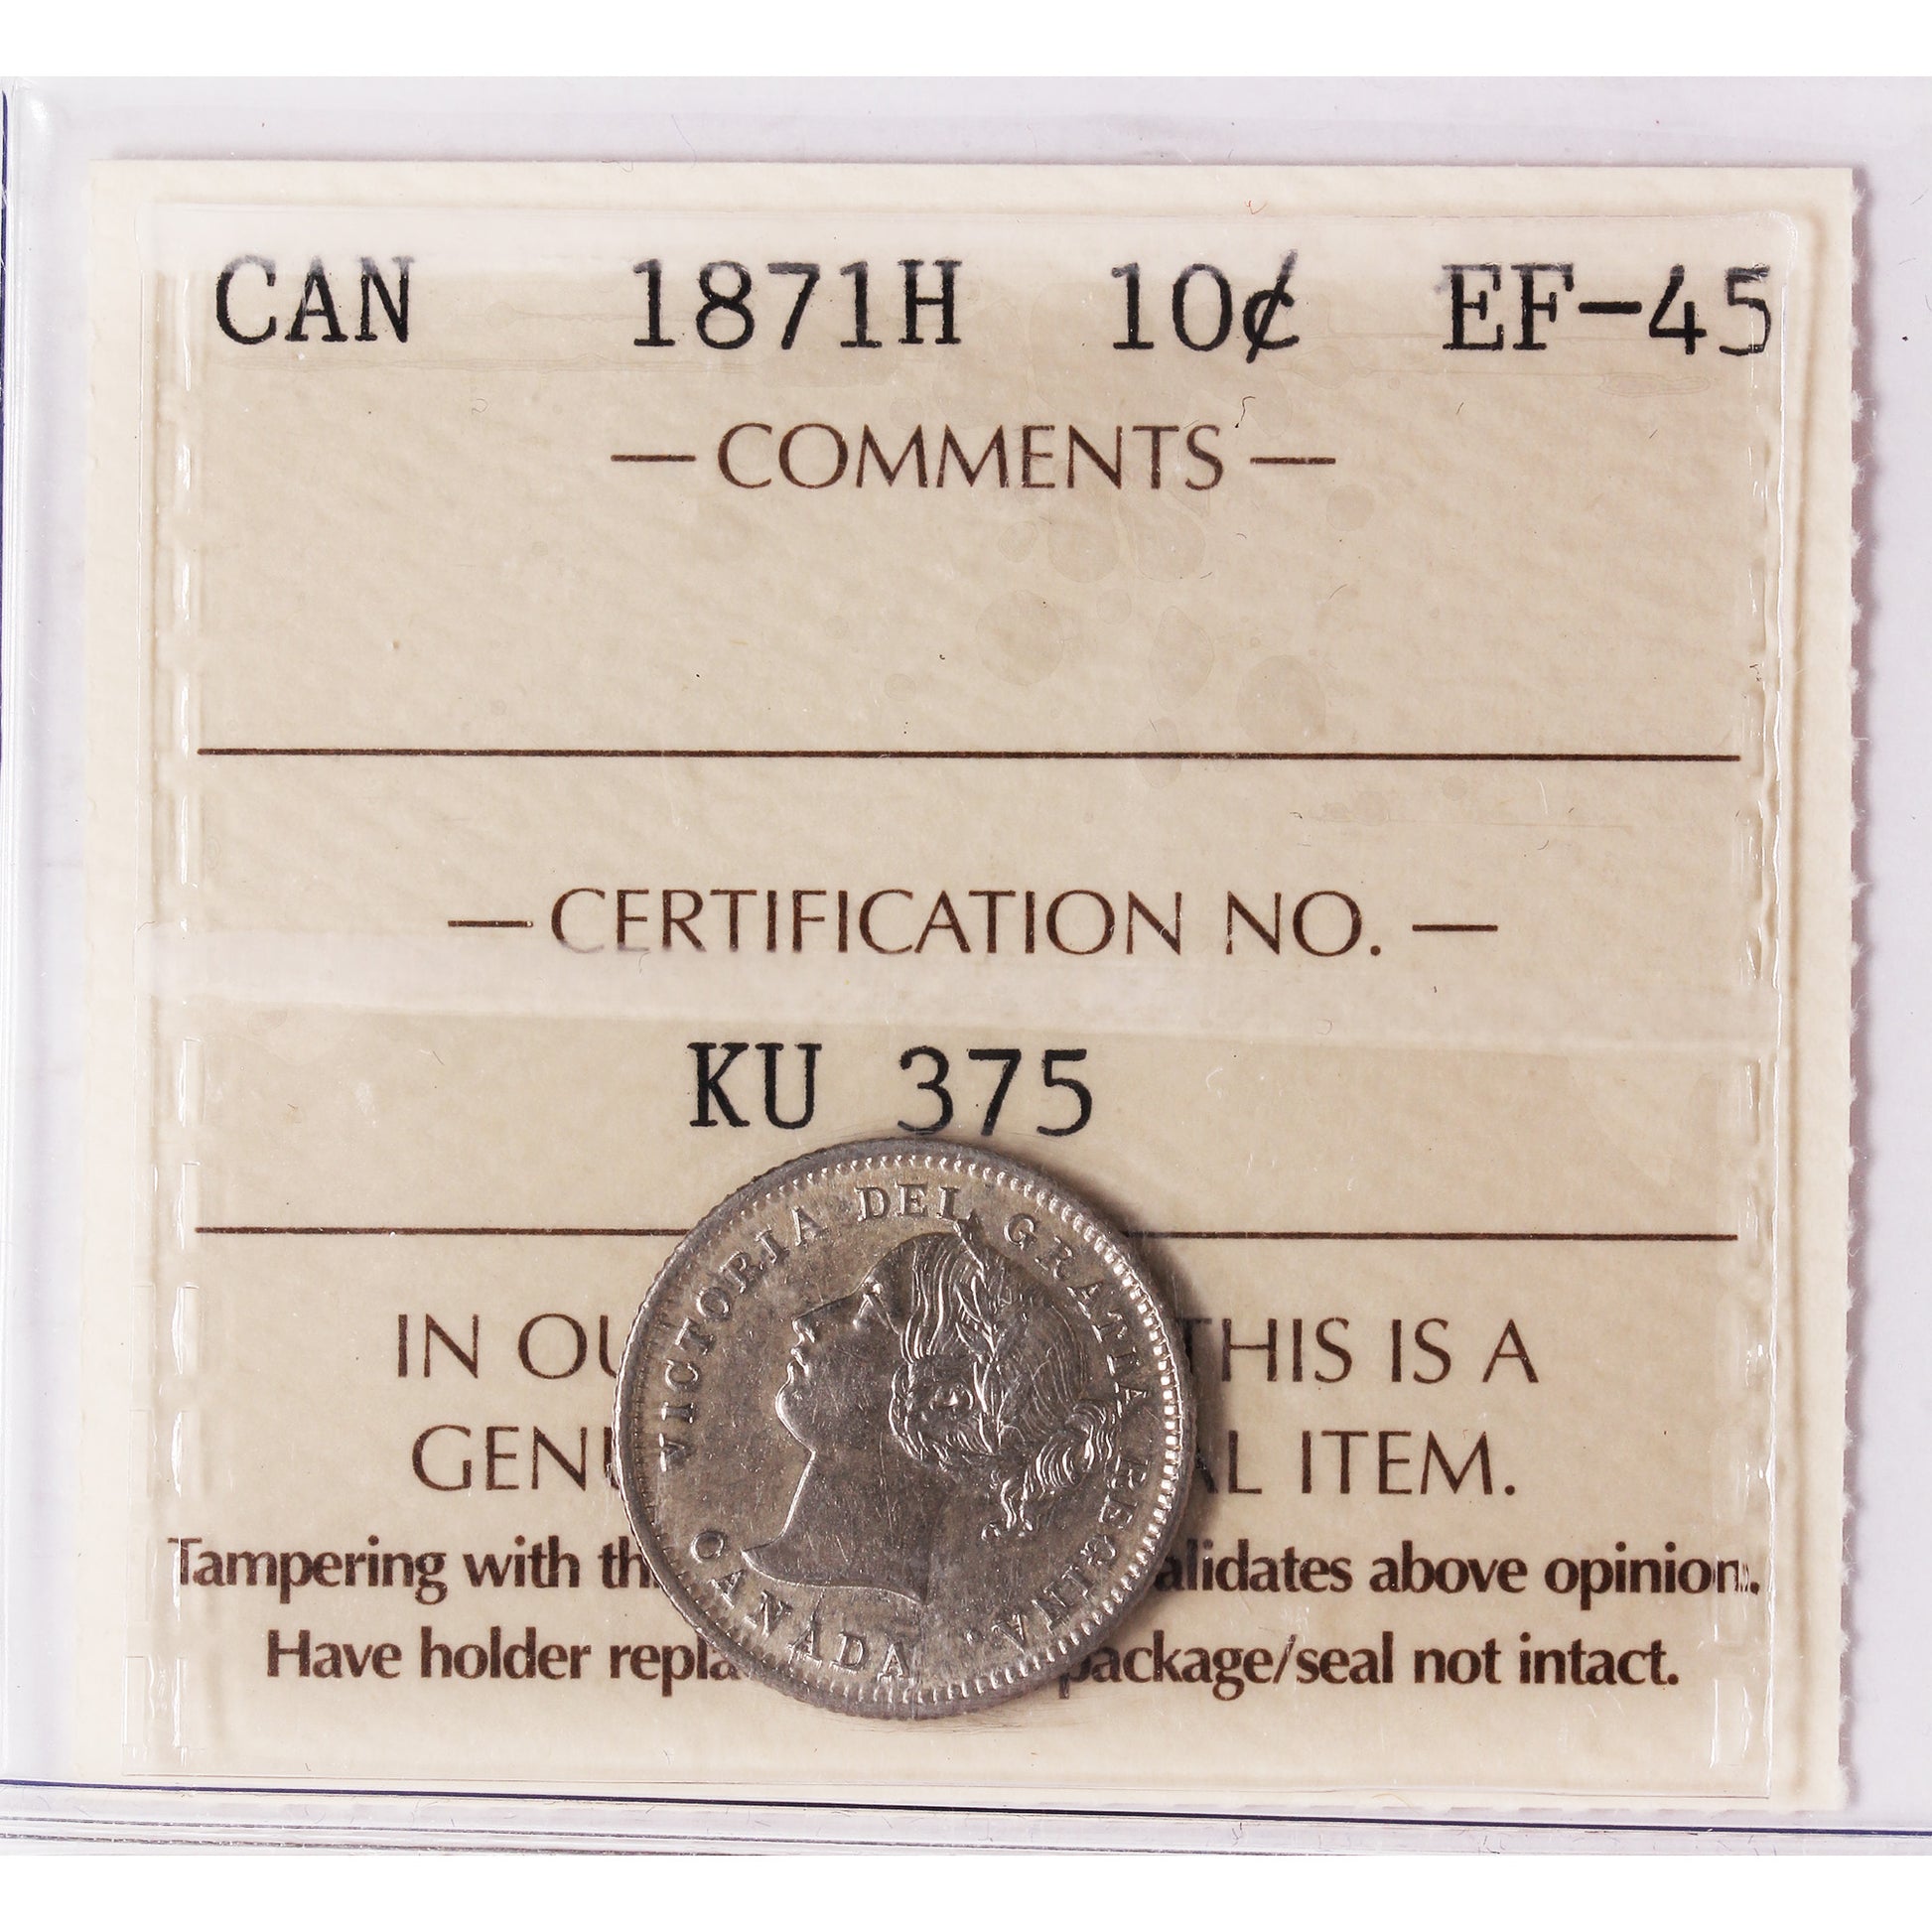 CAN 1871H 10¢ EF-45
— COMMENTS —
— CERTIFICATION NO. —
KU 375
VICTORIA DEI GRATIA REGINA.
CANADA
IN OU THIS IS A
GENU AL ITEM.
Tampering with th alidates above opinion.
Have holder repla package/seal not intact.